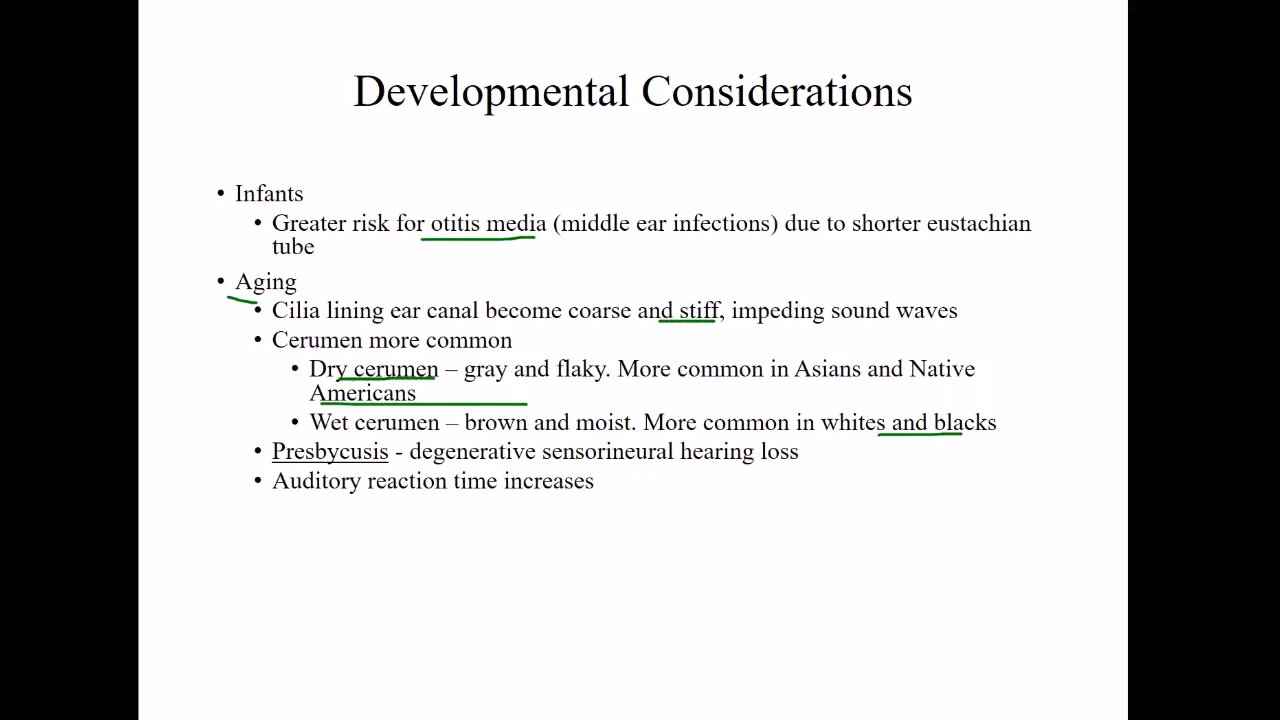 Developmental Considerations
• Infants
• Greater risk for otitis media (middle ear infections) due to shorter eustachian
tube
• Aging
• Cilia lining ear canal become coarse and stiff, impeding sound waves
• Cerumen more common
• Dry cerumen – gray and flaky. More common in Asians and Native
Americans
• Wet cerumen – brown and moist. More common in whites and blacks
• Presbycusis - degenerative sensorineural hearing loss
• Auditory reaction time increases